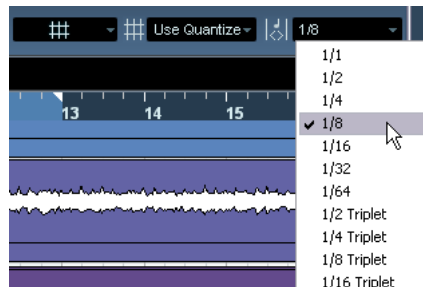 Use Quantize 1/8
1/1
1/2
1/4
13 14 15
1/8
1/16
1/32
1/64
1/2 Triplet
1/4 Triplet
1/8 Triplet
1/16 Triplet